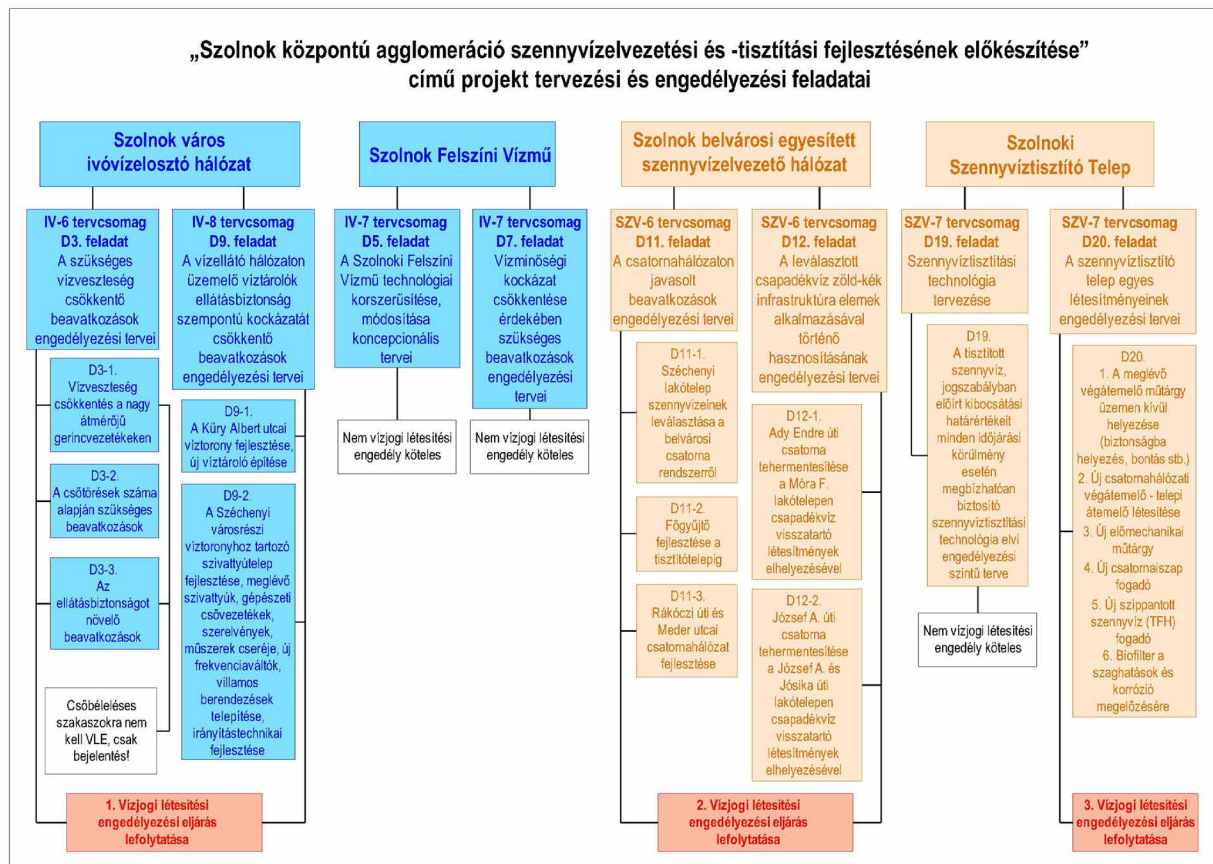 „Szolnok központú agglomeráció szennyvízelvezetési és -tisztítási fejlesztésének előkészítése”
című projekt tervezési és engedélyezési feladatai
Szolnok város
ivóvízelosztó hálózat
IV-6 tervcsomag
D3. feladat
A szükséges
vízveszteség
csökkentő
beavatkozások
engedélyezési tervei
D3-1.
Vízveszteség
csökkentés a nagy
átmérőjű
gerincvezetékeken
D3-2.
A csőtörések száma
alapján szükséges
beavatkozások
D3-3.
Az
ellátásbiztonságot
növelő
beavatkozások
Csőbéleléses
szakaszokra nem
kell VLE, csak
bejelentés!
IV-8 tervcsomag
D9. feladat
A vízellátó hálózaton
üzemelő víztárolók
ellátásbiztonság
szempontú kockázatát
csökkentő
beavatkozások
engedélyezési tervei
D9-1.
A Kűry Albert utcai
víztorony fejlesztése,
új víztároló építése
D9-2.
A Széchenyi
városrészi
víztoronyhoz tartozó
szivattyútelep
fejlesztése, meglévő
szivattyúk, gépészeti
csővezetékek,
szerelvények,
műszerek cseréje, új
frekvenciaváltók,
villamos
berendezések
telepítése,
irányítástechnikai
fejlesztése
1. Vízjogi létesítési
engedélyezési eljárás
lefolytatása
Szolnok Felszíni Vízmű
IV-7 tervcsomag
D5. feladat
A Szolnoki Felszíni
Vízmű technológiai
korszerűsítése,
módosítása
koncepcionális
tervei
Nem vízjogi létesítési
engedély köteles
IV-7 tervcsomag
D7. feladat
Vízminőségi
kockázat
csökkentése
érdekében
szükséges
beavatkozások
engedélyezési
tervei
Nem vízjogi létesítési
engedély köteles
Szolnok belvárosi egyesített
szennyvízelvezető hálózat
SZV-6 tervcsomag
D11. feladat
A csatornahálózaton
javasolt
beavatkozások
engedélyezési tervei
D11-1.
Széchenyi
lakótelep
szennyvizeinek
leválasztása a
belvárosi
csatorna
rendszerről
D11-2.
Főgyűjtő
fejlesztése a
tisztítótelepig
D11-3.
Rákóczi úti és
Meder utcai
csatornahálózat
fejlesztése
SZV-6 tervcsomag
D12. feladat
A leválasztott
csapadékvíz zöld-kék
infrastruktúra elemek
alkalmazásával
történő
hasznosításának
engedélyezési tervei
D12-1.
Ady Endre úti
csatorna
tehermentesítése
a Móra F.
lakótelepen
csapadékvíz
visszatartó
létesítmények
elhelyezésével
D12-2.
József A. úti
csatorna
tehermentesítése
a József A. és
Jósika úti
lakótelepen
csapadékvíz
visszatartó
létesítmények
elhelyezésével
2. Vízjogi létesítési
engedélyezési eljárás
lefolytatása
Szolnoki
Szennyvíztisztító Telep
SZV-7 tervcsomag
D19. feladat
Szennyvíztisztítási
technológia
tervezése
D19.
A tisztított
szennyvíz,
jogszabályban
előírt kibocsátási
határértékeit
minden időjárási
körülmény
esetén
megbízhatóan
biztosító
szennyvíztisztítási
technológia elvi
engedélyezési
szintű terve
Nem vízjogi létesítési
engedély köteles
SZV-7 tervcsomag
D20. feladat
A szennyvíztisztító
telep egyes
létesítményeinek
engedélyezési tervei
D20.
1. A meglévő
végátemelő műtárgy
üzemen kívül
helyezése
(biztonságba
helyezés, bontás stb.)
2. Új csatornahálózati
végátemelő - telepi
átemelő létesítése
3. Új előmechanikai
műtárgy
4. Új csatornaiszap
fogadó
5. Új szippantott
szennyvíz (TFH)
fogadó
6. Biofilter a
szaghatások és
korrózió
megelőzésére
3. Vízjogi létesítési
engedélyezési eljárás
lefolytatása